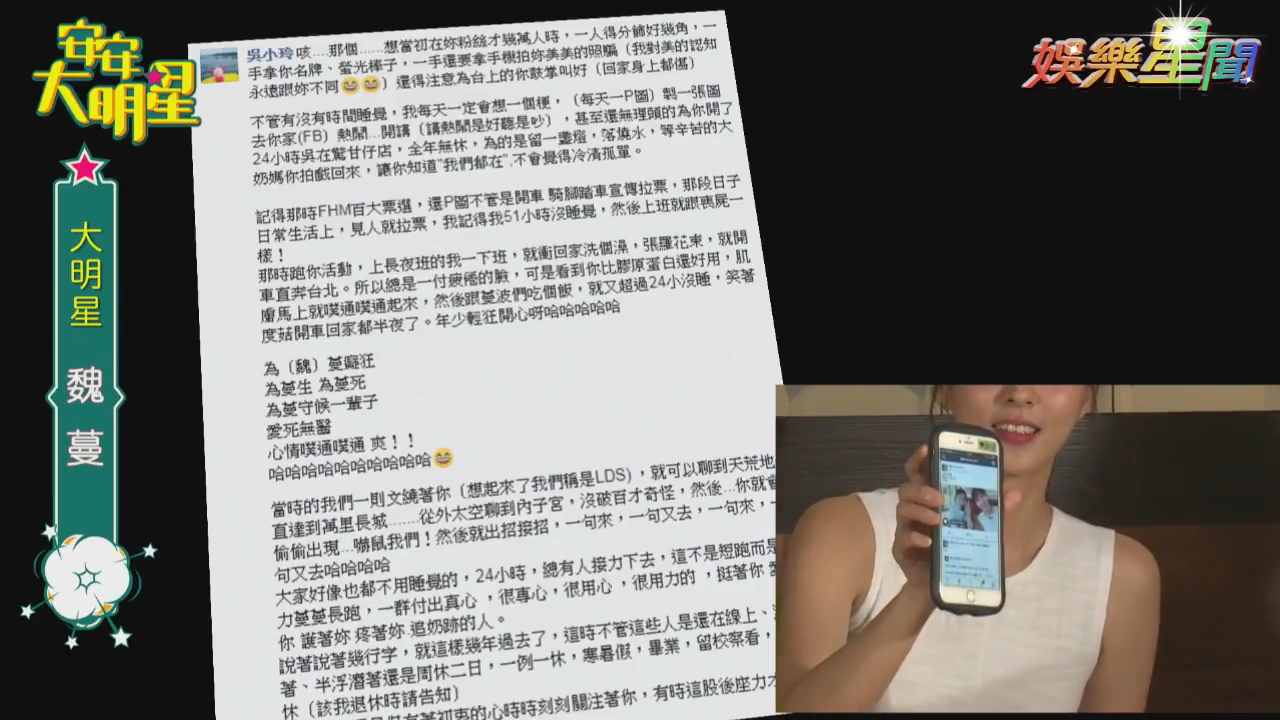 安安
大明星
娛樂星聞
大明星
魏蔓
吳小玲 咳....那個......想當初在妳粉絲才幾萬人時，一人得分飾好幾角，一
手拿你名牌、螢光棒子，一手還要拿手機拍妳美美的照騙〔我對美的認知
永遠跟妳不同😄😄〕還得注意為台上的你鼓掌叫好〔回家身上都傷〕
不管有沒有時間睡覺，我每天一定會想一個梗，〔每天一P圖〕製一張圖
去你家(FB) 熱鬧...開講〔講熱鬧是好聽是吵〕，甚至還無理頭的為你開了
24小時吳在驚甘仔店，全年無休，為的是留一盞燈，落燒水，等辛苦的大
奶媽你拍戲回來，讓你知道"我們都在",不會覺得冷清孤單。
記得那時FHM百大票選，還P圖不管是開車 騎腳踏車宣傳拉票，那段日子
日常生活上，見人就拉票，我記得我51小時沒睡覺，然後上班就跟喪屍一
樣！
那時跑你活動，上長夜班的我一下班，就衝回家洗個澡，張羅花束，就開
車直奔台北。所以總是一付疲倦的臉，可是看到你比膠原蛋白還好用，肌
膚馬上就噗通噗通起來，然後跟蔓波們吃個飯，就又超過24小沒睡，笑著
度菇開車回家都半夜了。年少輕狂開心呀哈哈哈哈哈
為〔魏〕蔓癡狂
為蔓生 為蔓死
為蔓守候一輩子
愛死無醫
心情噗通噗通 爽！！
哈哈哈哈哈哈哈哈哈哈😄
當時的我們一則文繞著你〔想起來了我們稱是LDS)，就可以聊到天荒地
直達到萬里長城........從外太空聊到內子宮，沒破百才奇怪，然後...你就會
偷偷出現...嚇鼠我們！然後就出招接招，一句來，一句又去，一句來，一
句又去哈哈哈哈
大家好像也都不用睡覺的，24小時，總有人接力下去，這不是短跑而是
力蔓蔓長跑，一群付出真心 ，很專心，很用心 ，很用力的 ，挺著你 愛
你 護著妳 疼著妳 追奶跡的人。
說著說著幾行字，就這樣幾年過去了，這時不管這些人是還在線上、
著、半浮潛著還是周休二日，一例一休，寒暑假，畢業，留校察看，
休〔該我退休時請告知〕
著初衷的心時時刻刻關注著你，有時這股後座力才